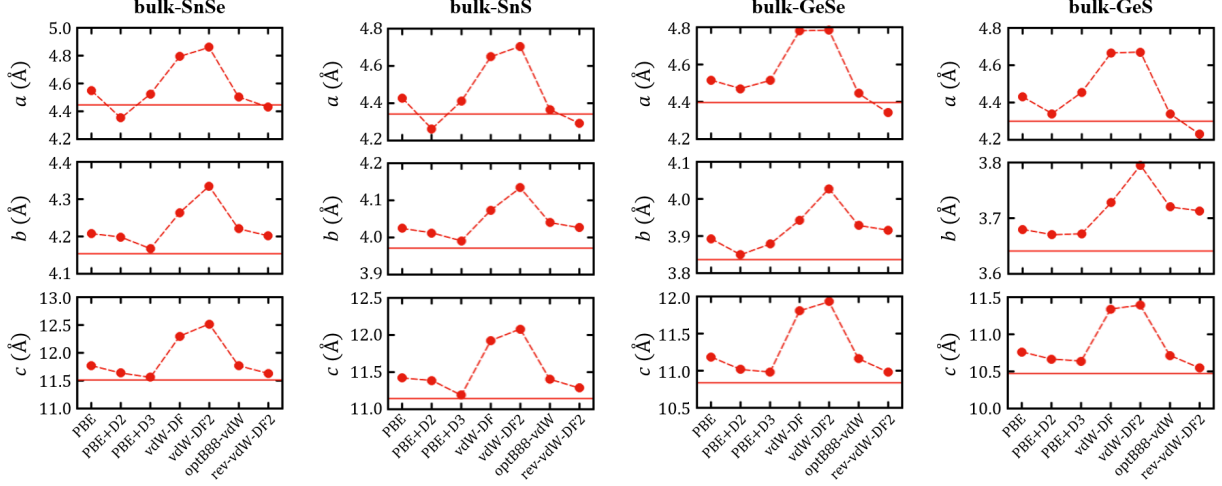 bulk-SnSe
bulk-SnS
bulk-GeSe
bulk-GeS
a (Å)
5.0
4.8
4.6
4.4
4.2
a (Å)
4.8
4.6
4.4
4.2
a (Å)
4.8
4.6
4.4
4.2
a (Å)
4.8
4.6
4.4
4.2
b (Å)
4.4
4.3
4.2
4.1
b (Å)
4.2
4.1
4.0
3.9
b (Å)
4.1
4.0
3.9
3.8
b (Å)
3.8
3.7
3.6
c (Å)
13.0
12.5
12.0
11.5
11.0
c (Å)
12.5
12.0
11.5
11.0
c (Å)
12.0
11.5
11.0
10.5
c (Å)
11.5
11.0
10.5
10.0
PBE
PBE+D2
PBE+D3
vdW-DF
vdW-DF2
optB88-vdW
rev-vdW-DF2
PBE
PBE+D2
PBE+D3
vdW-DF
vdW-DF2
optB88-vdW
rev-vdW-DF2
PBE
PBE+D2
PBE+D3
vdW-DF
vdW-DF2
optB88-vdW
rev-vdW-DF2
PBE
PBE+D2
PBE+D3
vdW-DF
vdW-DF2
optB88-vdW
rev-vdW-DF2